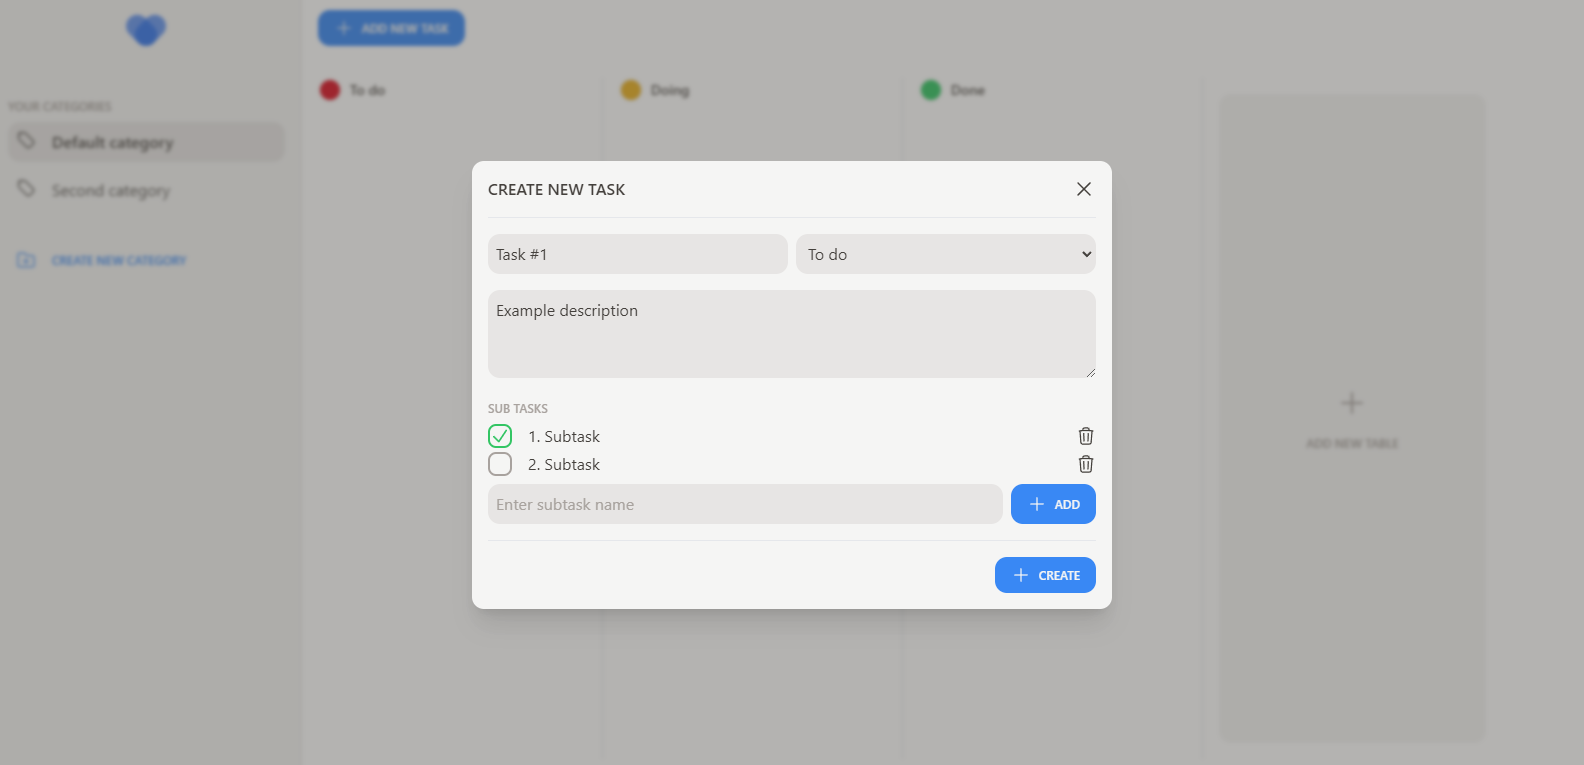 ADD NEW TASK
YOUR CATEGORIES
Default category
Second category
CREATE NEW CATEGORY
To do
Doing
Done
ADD NEW TABLE
CREATE NEW TASK
Task #1
To do
Example description
SUB TASKS
1. Subtask
2. Subtask
Enter subtask name
ADD
CREATE